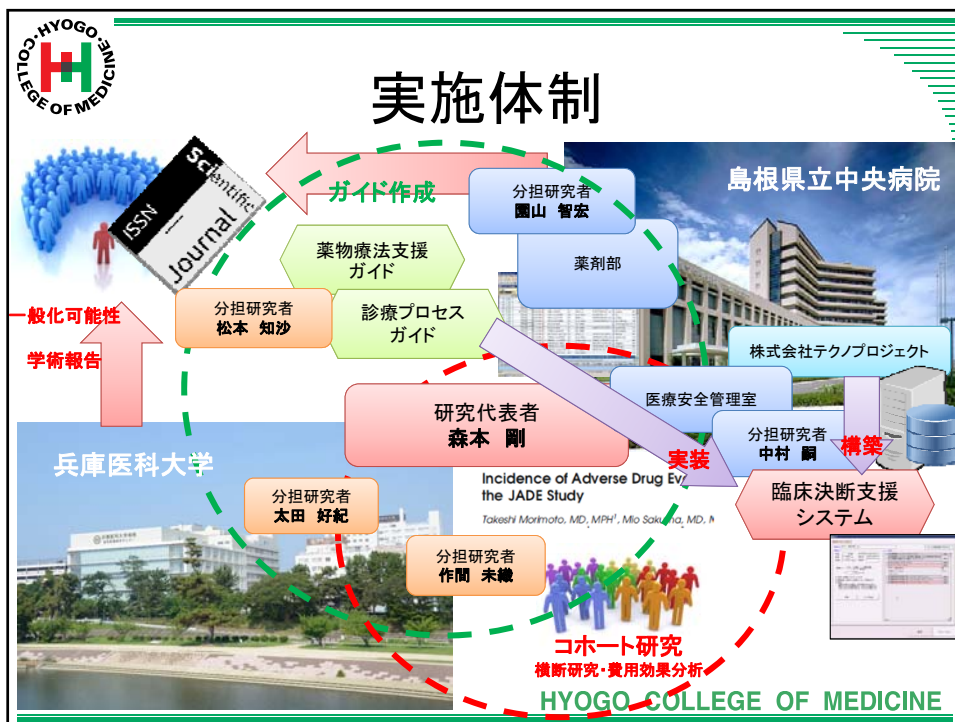 HYOGO・COLLEGE OF MEDICINE・
実施体制
島根県立中央病院
ガイド作成
分担研究者
園山 智宏
薬剤部
Scientific
Journal
ISSN
薬物療法支援
ガイド
診療プロセス
ガイド
分担研究者
松本 知沙
一般化可能性
学術報告
株式会社テクノプロジェクト
医療安全管理室
分担研究者
中村 嗣
構築
実装
研究代表者
森本 剛
兵庫医科大学
臨床決断支援
システム
Incidence of Adverse Drug Eve
the JADE Study
Takeshi Morimoto, MD, MPH¹, Mio Saku ma, MD, M
分担研究者
太田 好紀
分担研究者
作間 未織
コホート研究
横断研究・費用効果分析
HYOGO COLLEGE OF MEDICINE